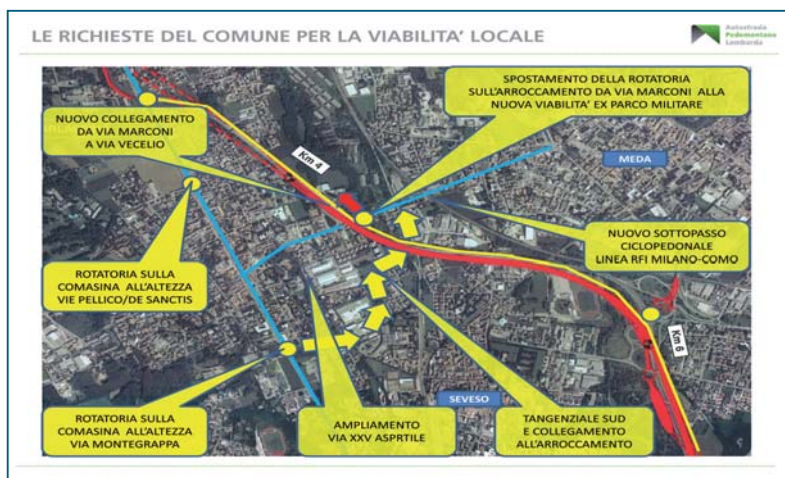 LE RICHIESTE DEL COMUNE PER LA VIABILITA' LOCALE
Autostrada
Pedemontana
Lombarda
SPOSTAMENTO DELLA ROTATORIA
SULL'ARROCCAMENTO DA VIA MARCONI ALLA
NUOVA VIABILITA' EX PARCO MILITARE
NUOVO COLLEGAMENTO
DA VIA MARCONI
A VIA VECELIO
Km 4
MEDA
NUOVO SOTTOPASSO
CICLOPEDONALE
LINEA RFI MILANO-COMO
ROTATORIA SULLA
COMASINA ALL'ALTEZZA
VIE PELLICO/DE SANCTIS
Km 6
SEVESO
ROTATORIA SULLA
COMASINA ALL'ALTEZZA
VIA MONTEGRAPPA
AMPLIAMENTO
VIA XXV ASPRTILE
TANGENZIALE SUD
E COLLEGAMENTO
ALL'ARROCCAMENTO